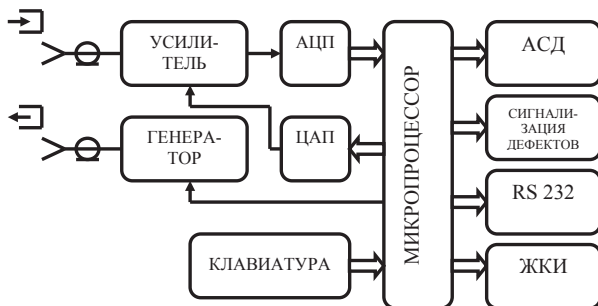 УСИЛИ-
ТЕЛЬ
АЦП
АСД
ГЕНЕРА-
ТОР
ЦАП
МИКРОПРОЦЕССОР
СИГНАЛИ-
ЗАЦИЯ
ДЕФЕКТОВ
RS 232
КЛАВИАТУРА
ЖКИ